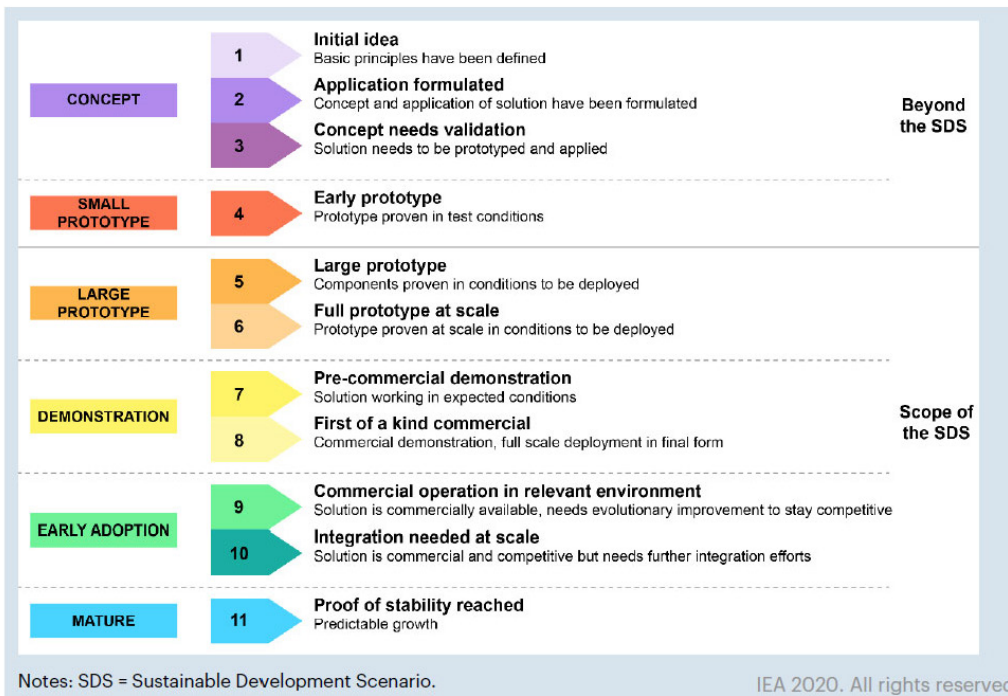 1
Initial idea
Basic principles have been defined
CONCEPT
2
Application formulated
Concept and application of solution have been formulated
Beyond
the SDS
3
Concept needs validation
Solution needs to be prototyped and applied
SMALL
PROTOTYPE
4
Early prototype
Prototype proven in test conditions
LARGE
PROTOTYPE
5
Large prototype
Components proven in conditions to be deployed
6
Full prototype at scale
Prototype proven at scale in conditions to be deployed
DEMONSTRATION
7
Pre-commercial demonstration
Solution working in expected conditions
8
First of a kind commercial
Commercial demonstration, full scale deployment in final form
Scope of
the SDS
EARLY ADOPTION
9
Commercial operation in relevant environment
Solution is commercially available, needs evolutionary improvement to stay competitive
10
Integration needed at scale
Solution is commercial and competitive but needs further integration efforts
MATURE
11
Proof of stability reached
Predictable growth
Notes: SDS = Sustainable Development Scenario.
IEA 2020. All rights reserved